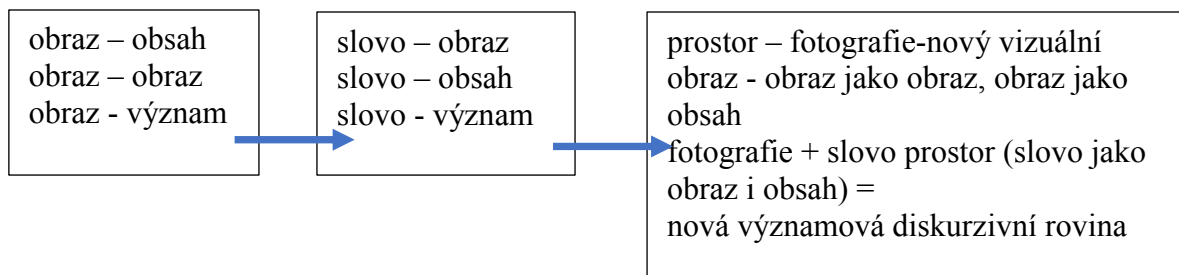 obraz – obsah
obraz – obraz
obraz - význam
slovo – obraz
slovo – obsah
slovo - význam
prostor – fotografie-nový vizuální
obraz - obraz jako obraz, obraz jako
obsah
fotografie + slovo prostor (slovo jako
obraz i obsah) =
nová významová diskurzivní rovina